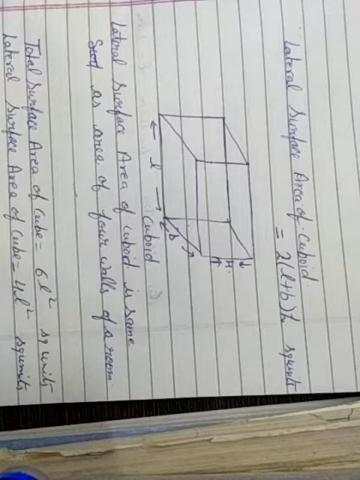 Lateral Surface Area of Cuboid
= 2(l+b)h sq units
l
b
H
Cuboid
Lateral Surface Area of cuboid is same
as area of four walls of a room.
Total Surface Area of Cube = 6l² sq units
Lateral Surface Area of Cube = 4l² sq units